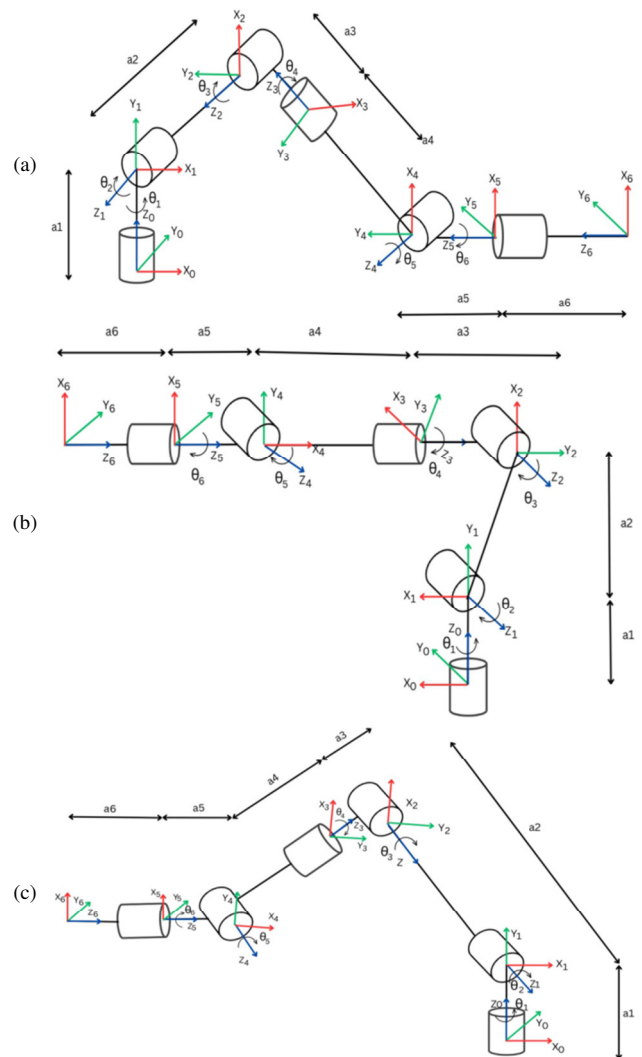 (a)
a1
a2
a3
a4
a5
a6
X₀
Y₀
Z₀
θ₁
X₁
Y₁
Z₁
θ₂
X₂
Y₂
Z₂
θ₃
X₃
Y₃
Z₃
θ₄
X₄
Y₄
Z₄
θ₅
X₅
Y₅
Z₅
θ₆
X₆
Y₆
Z₆
(b)
a6
a5
a4
a3
a2
a1
X₆
Y₆
Z₆
X₅
Y₅
Z₅
θ₆
Y₄
X₄
Z₄
θ₅
X₃
Y₃
Z₃
θ₄
X₂
Y₂
Z₂
θ₃
Y₁
X₁
Z₁
θ₂
Z₀
θ₁
Y₀
X₀
(c)
a6
a5
a4
a3
a2
a1
X₆
Y₆
Z₆
X₅
Y₅
θ₆
Z₅
Y₄
X₄
θ₅
Z₄
X₃
θ₄
Z₃
Y₃
X₂
Y₂
θ₃
Z
Y₁
X₁
Z₁
θ₂
Z₀
θ₁
Y₀
X₀